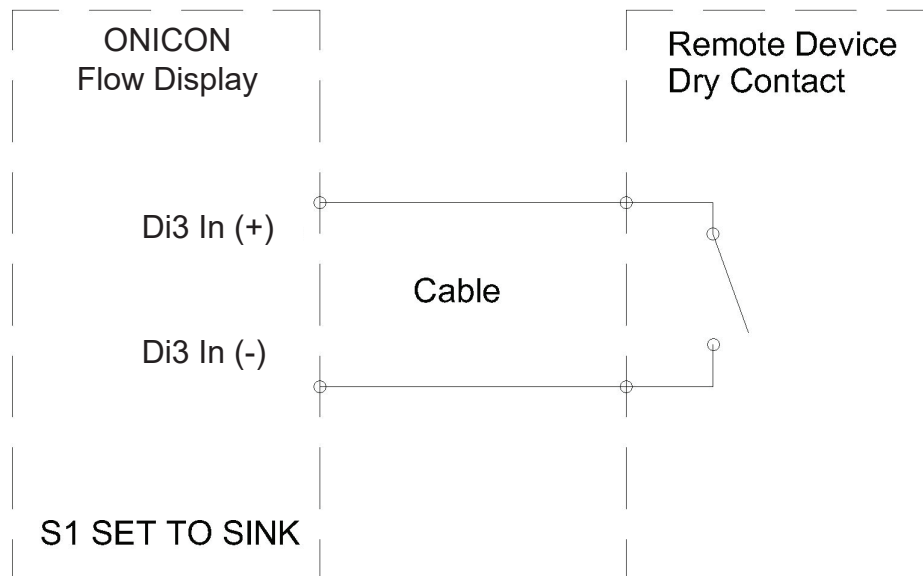 ONICON
Flow Display
Remote Device
Dry Contact
Di3 In (+)
Cable
Di3 In (-)
S1 SET TO SINK